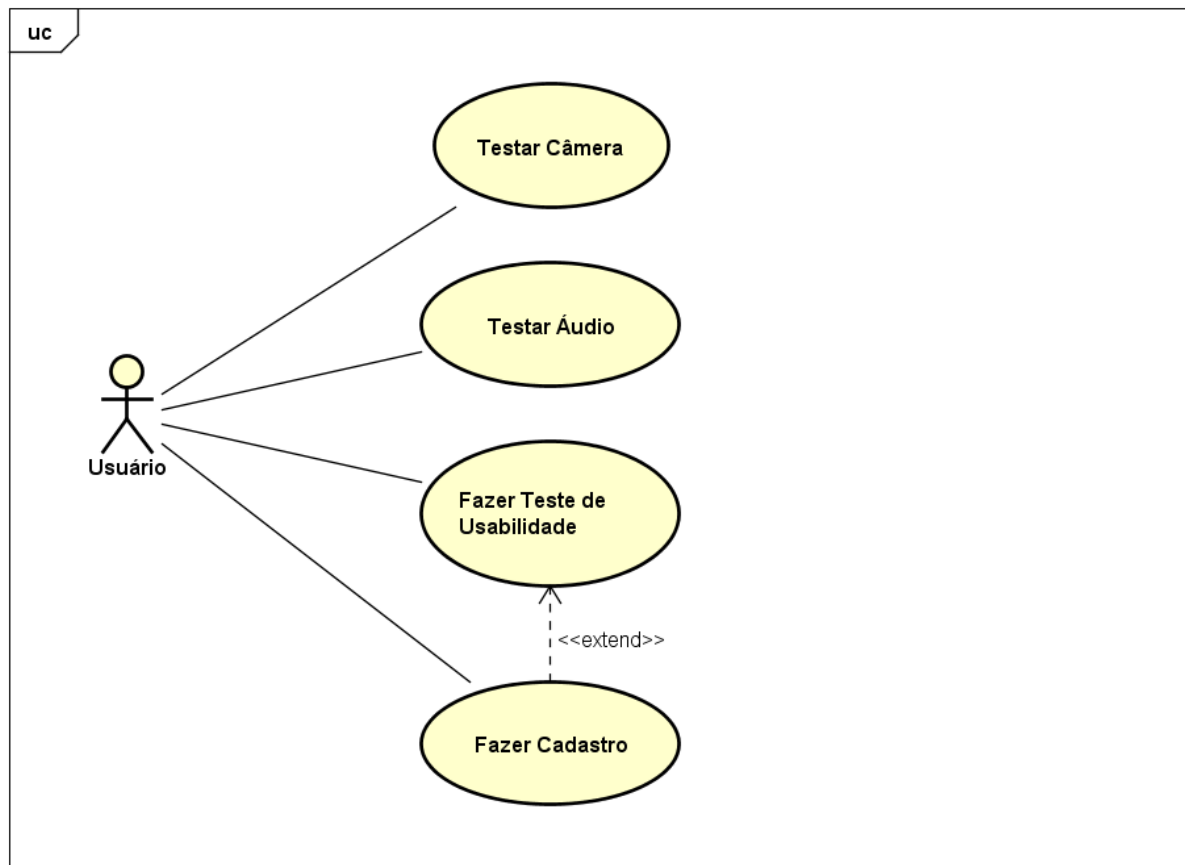 uc
Testar Câmera
Testar Áudio
Usuário
Fazer Teste de
Usabilidade
<<extend>>
Fazer Cadastro